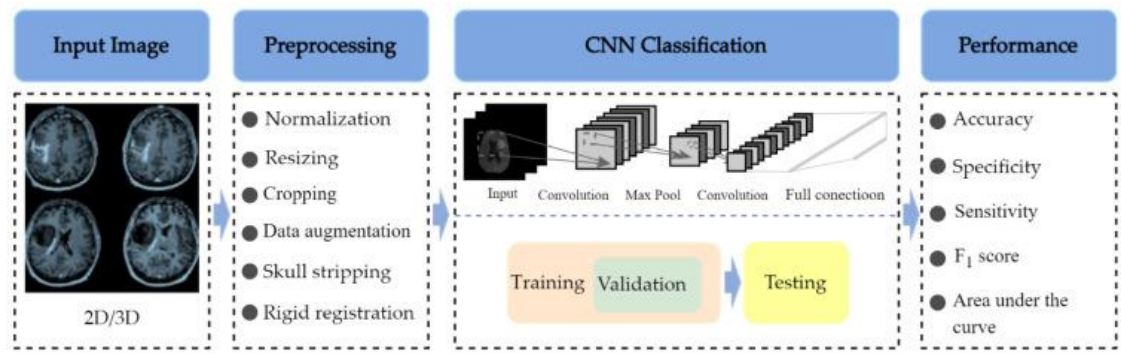 Input Image
Preprocessing
CNN Classification
Performance
2D/3D
Normalization
Resizing
Cropping
Data augmentation
Skull stripping
Rigid registration
Input
Convolution
Max Pool
Convolution
Full conectioon
Training
Validation
Testing
Accuracy
Specificity
Sensitivity
F₁ score
Area under the
curve